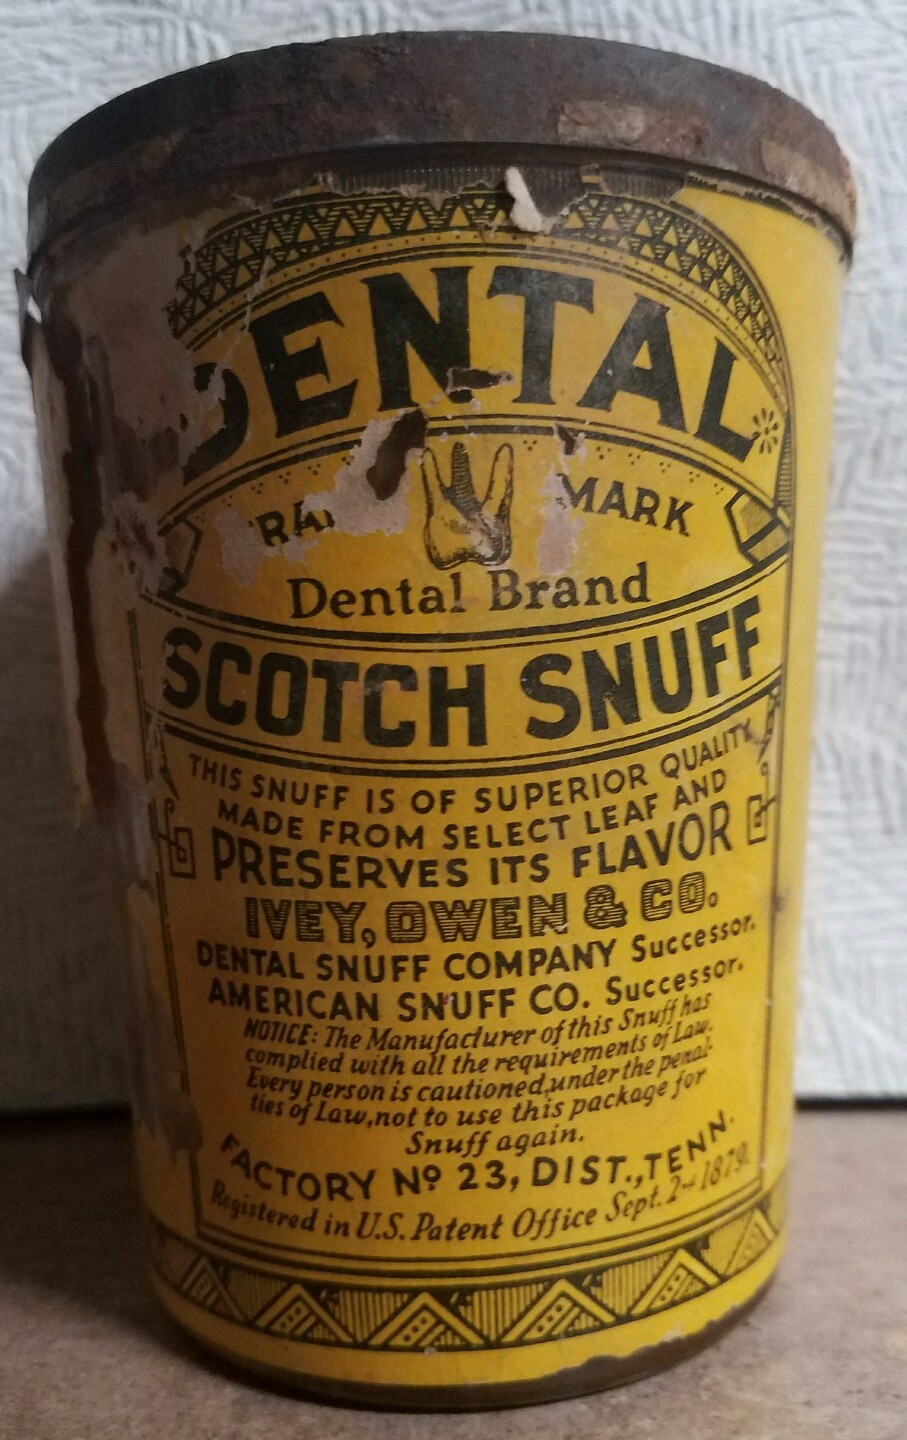 DENTAL
MARK
Dental Brand
SCOTCH SNUFF
THIS SNUFF IS OF SUPERIOR QUALITY
MADE FROM SELECT LEAF AND
PRESERVES ITS FLAVOR
IVEY, OWEN & CO.
DENTAL SNUFF COMPANY Successor.
AMERICAN SNUFF CO. Successor.
NOTICE: The Manufacturer of this Snuff has
complied with all the requirements of Law.
Every person is cautioned, under the penal-
ties of Law, not to use this package for
Snuff again.
FACTORY Nº 23, DIST., TENN.
Registered in U.S. Patent Office Sept. 2nd 1879.